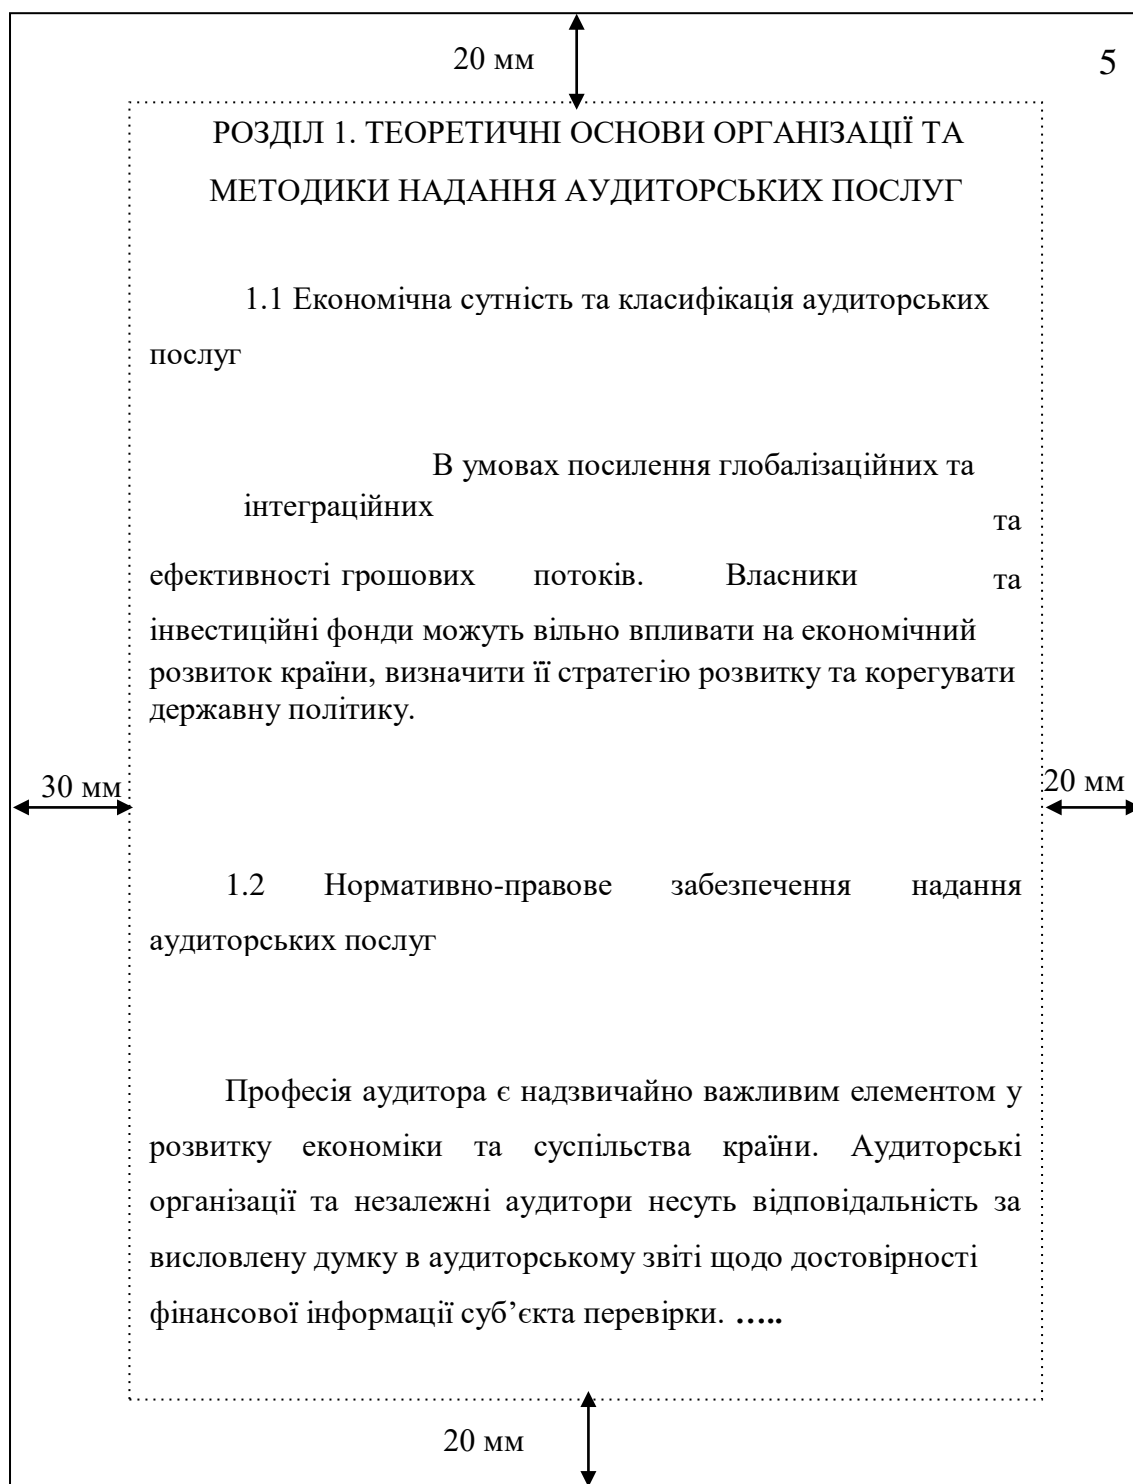 20 мм
5
РОЗДІЛ 1. ТЕОРЕТИЧНІ ОСНОВИ ОРГАНІЗАЦІЇ ТА
МЕТОДИКИ НАДАННЯ АУДИТОРСЬКИХ ПОСЛУГ
1.1 Економічна сутність та класифікація аудиторських
послуг
В умовах посилення глобалізаційних та
інтеграційних
та
ефективності грошових потоків. Власники та
інвестиційні фонди можуть вільно впливати на економічний
розвиток країни, визначити її стратегію розвитку та корегувати
державну політику.
30 мм
20 мм
1.2 Нормативно-правове забезпечення надання
аудиторських послуг
Професія аудитора є надзвичайно важливим елементом у
розвитку економіки та суспільства країни. Аудиторські
організації та незалежні аудитори несуть відповідальність за
висловлену думку в аудиторському звіті щодо достовірності
фінансової інформації суб’єкта перевірки. …..
20 мм